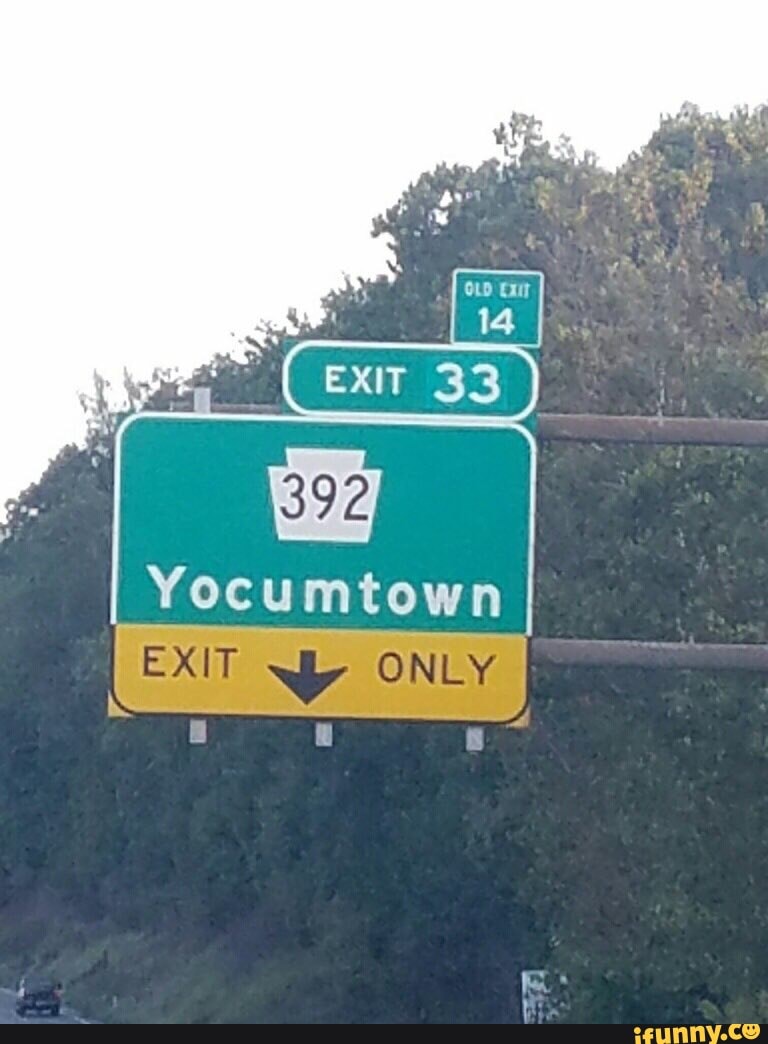 OLD EXIT
14
EXIT 33
392
Yocumtown
EXIT ONLY
ifunny.co